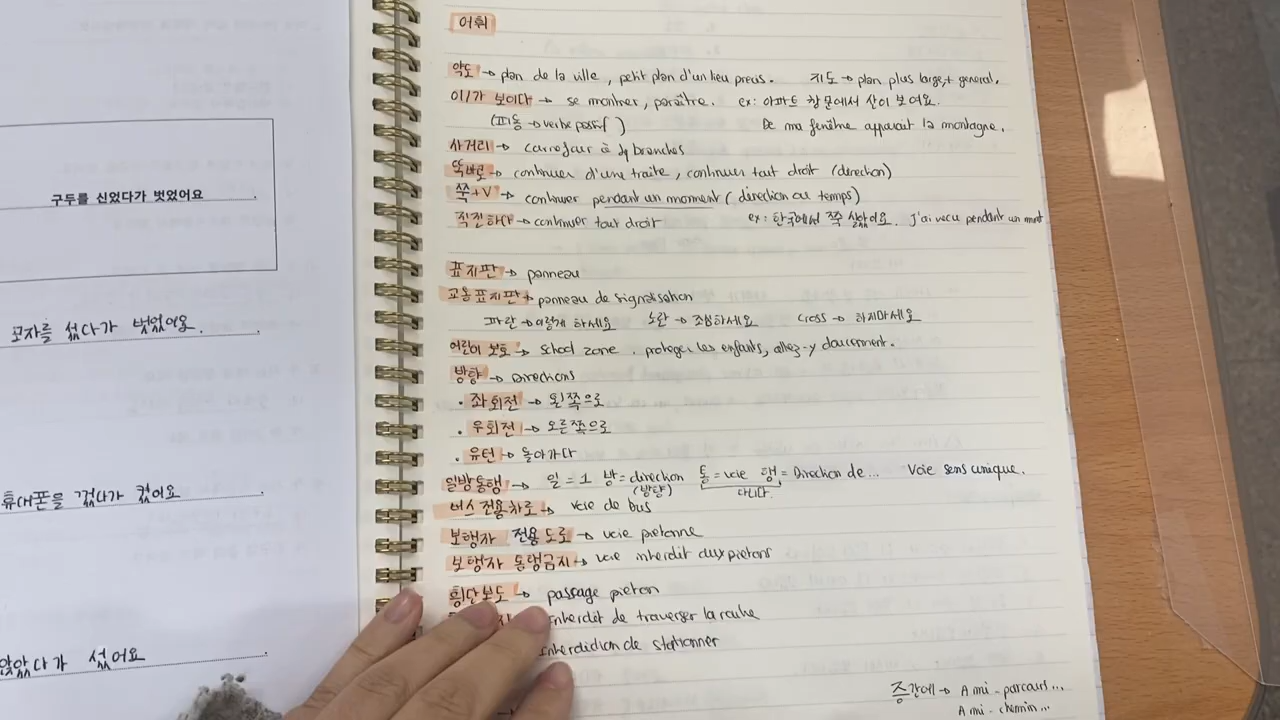 구두를 신었다가 벗었어요
모자를 썼다가 벗었어요.
휴대폰을 껐다가 켰어요
앉았다가 섰어요
어휘
약도 → plan de la ville, petit plan d'un lieu precis. 지도 → plan plus large, + general.
이/가 보이다 → se montrer, paraître. ex: 아파트 창문에서 산이 보여요.
(피동 → verbe passif) De ma fenêtre apparait la montagne.
사거리 → carrefour à 4 branches
똑바로 → continuer d'une traite, continuer tout droit (direction)
쭉 + V → continuer pendant un moment (direction ou temps)
직진하다 → continuer tout droit ex: 한국에서 쭉 살았어요. J'ai vecu pendant un mmt
표지판 → panneau
교통표지판 → panneau de signalisation
파란 → 이렇게 하세요 노란 → 조심하세요 cross → 하지마세요
어린이 보호 → school zone. proteger les enfants, allez-y doucement.
방향 → Directions
· 좌회전 → 왼쪽으로
· 우회전 → 오른쪽으로
· 유턴 → 돌아가다
일방통행 → 일 = 1 방 = direction 통 = voie 행 = Direction de... Voie sens unique.
(방향) 다니다.
버스 전용차로 → voie de bus
보행자 전용도로 → voie pietonne
보행자 통행금지 → voie interdit aux pietons
횡단보도 → passage pieton
interdit de traverser la route
interdiction de stationner
중간에 → A mi-parcours...
A mi-chemin...